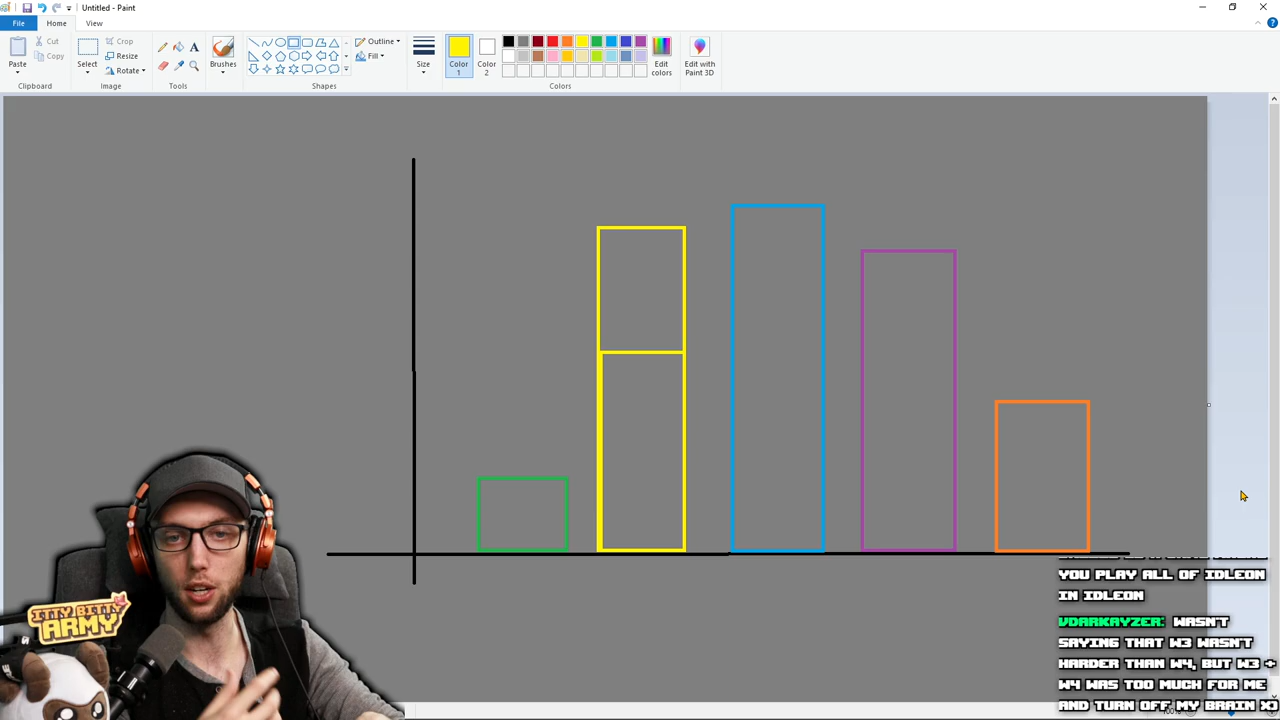 Untitled - Paint
File
Home
View
Paste
Cut
Copy
Clipboard
Select
Crop
Resize
Rotate
Image
A
Tools
Brushes
Outline
Fill
Shapes
Size
Color
1
Color
2
Edit
colors
Colors
Edit with
Paint 3D
YOU PLAY ALL OF IDLEON
IN IDLEON
VDARKAYZER: WASN'T
SAYING THAT W3 WASN'T
HARDER THAN W4, BUT W3 +
W4 WAS TOO MUCH FOR ME
AND TURN OFF MY BRAIN XD
ITTY BITTY
ARMY
100%